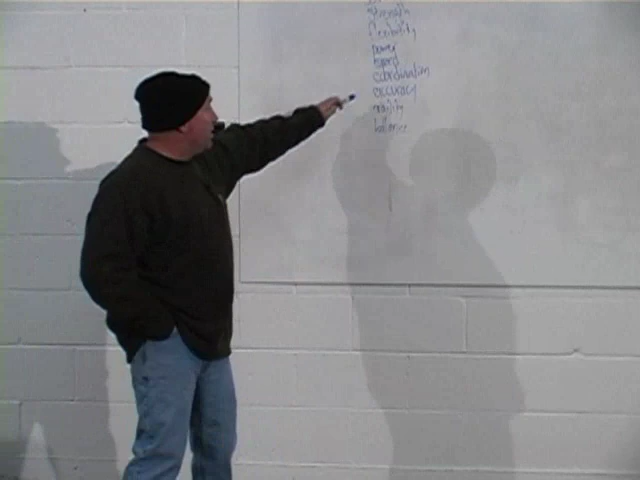 strength
flexibility
power
speed
coordination
accuracy
agility
balance